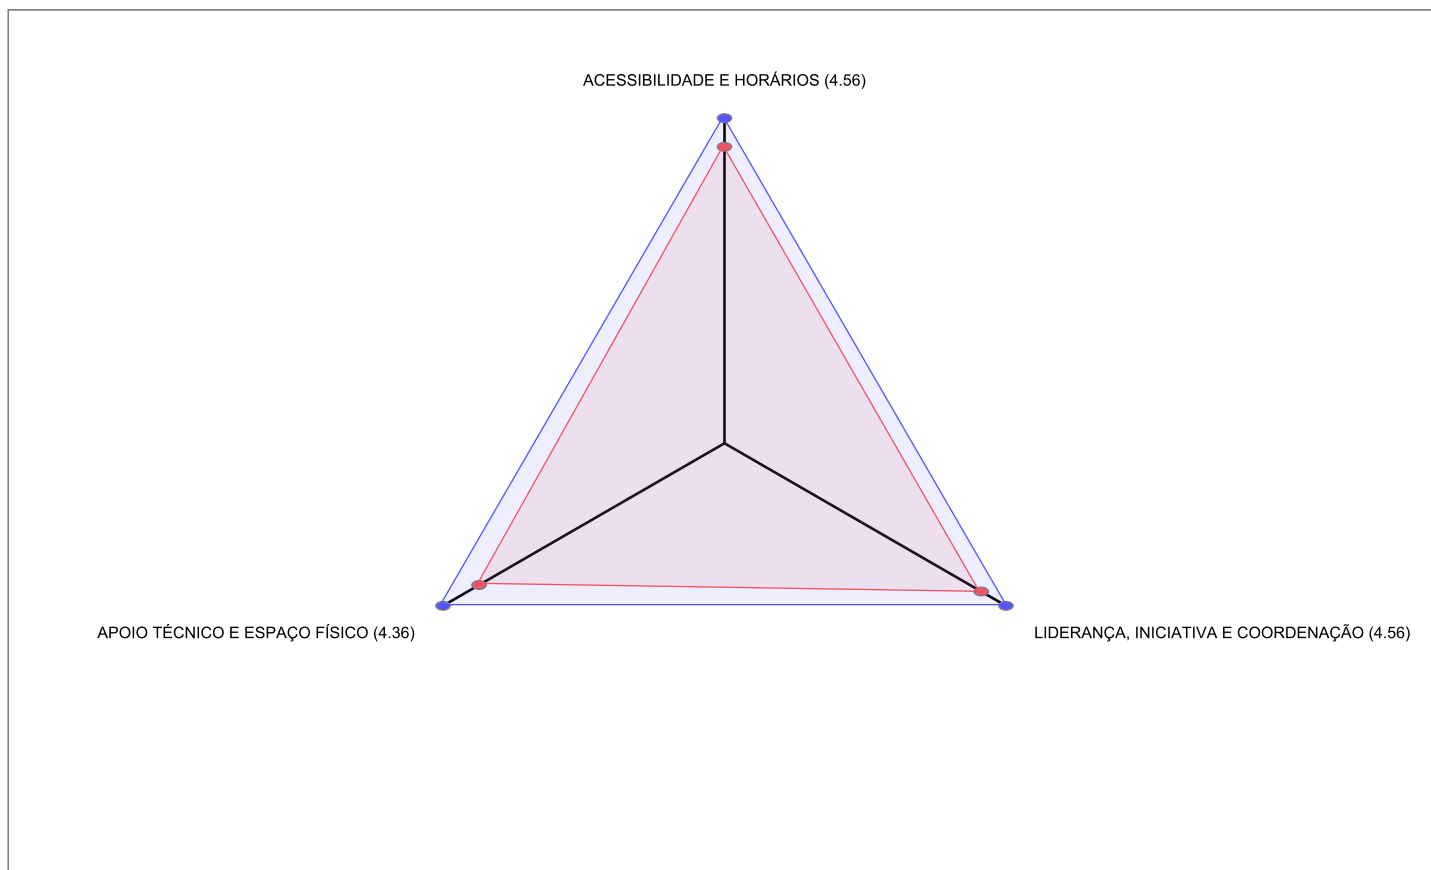 ACESSIBILIDADE E HORÁRIOS (4.56)
APOIO TÉCNICO E ESPAÇO FÍSICO (4.36)
LIDERANÇA, INICIATIVA E COORDENAÇÃO (4.56)